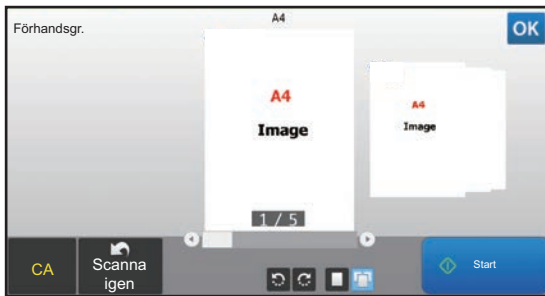 A4
Förhandsgr.
OK
A4
Image
A4
Image
1 / 5
CA
Scanna
igen
Start